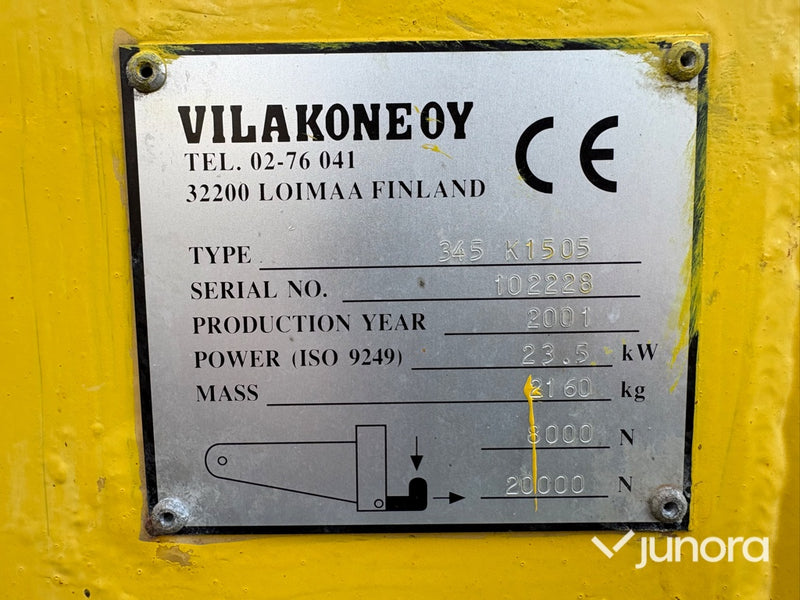 VILAKONE OY
TEL. 02-76 041
32200 LOIMAA FINLAND
CE
TYPE 345 K1505
SERIAL NO. 102228
PRODUCTION YEAR 2001
POWER (ISO 9249) 23.5 kW
MASS 2160 kg
8000 N
20000 N
junora